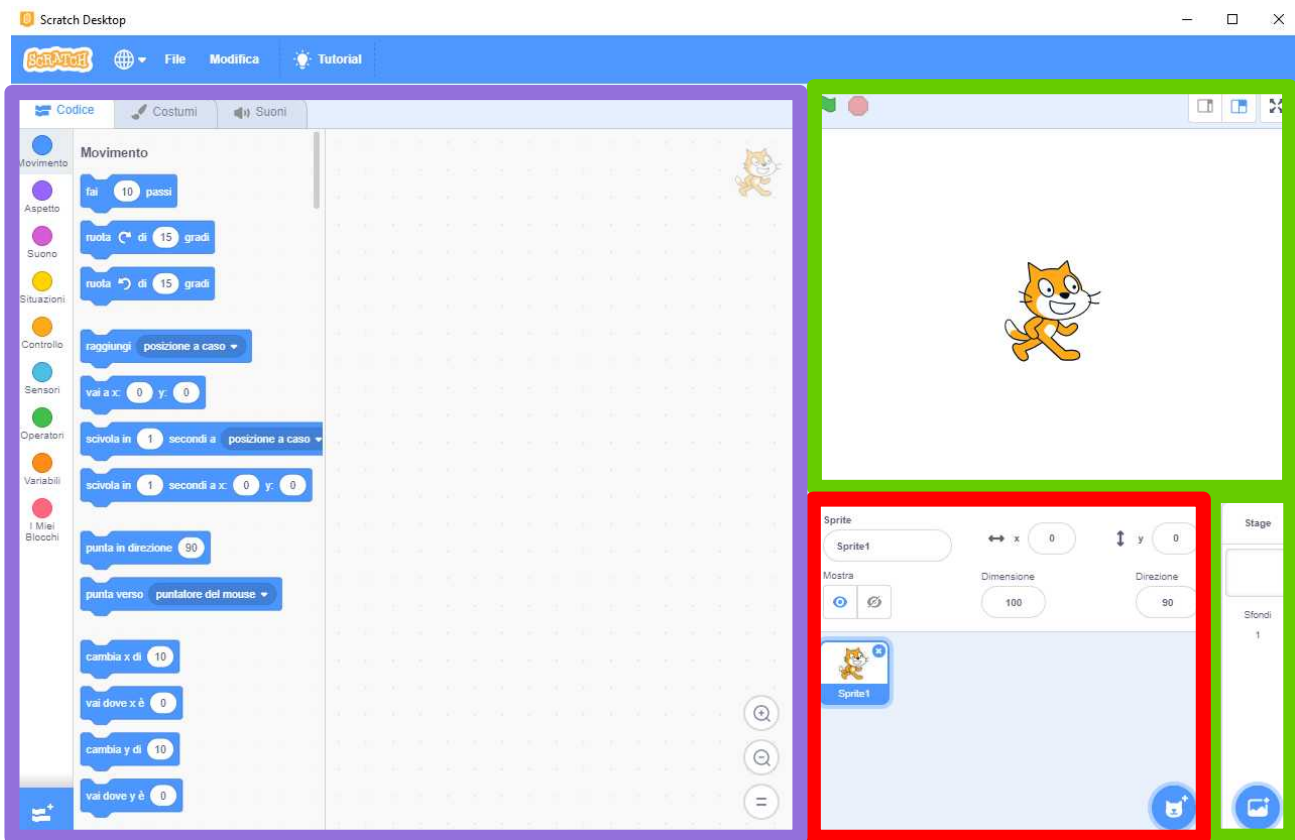 Scratch Desktop
SCRATCH File Modifica Tutorial
Codice Costumi Suoni
Movimento
Aspetto
Suono
Situazioni
Controllo
Sensori
Operatori
Variabili
I Miei
Blocchi
Movimento
fai 10 passi
ruota di 15 gradi
ruota di 15 gradi
raggiungi posizione a caso
vai a x: 0 y: 0
scivola in 1 secondi a posizione a caso
scivola in 1 secondi a x: 0 y: 0
punta in direzione 90
punta verso puntatore del mouse
cambia x di 10
vai dove x è 0
cambia y di 10
vai dove y è 0
Sprite
Sprite1 x 0 y 0
Mostra Dimensione Direzione
100 90
Sprite1
Stage
Sfondi
1